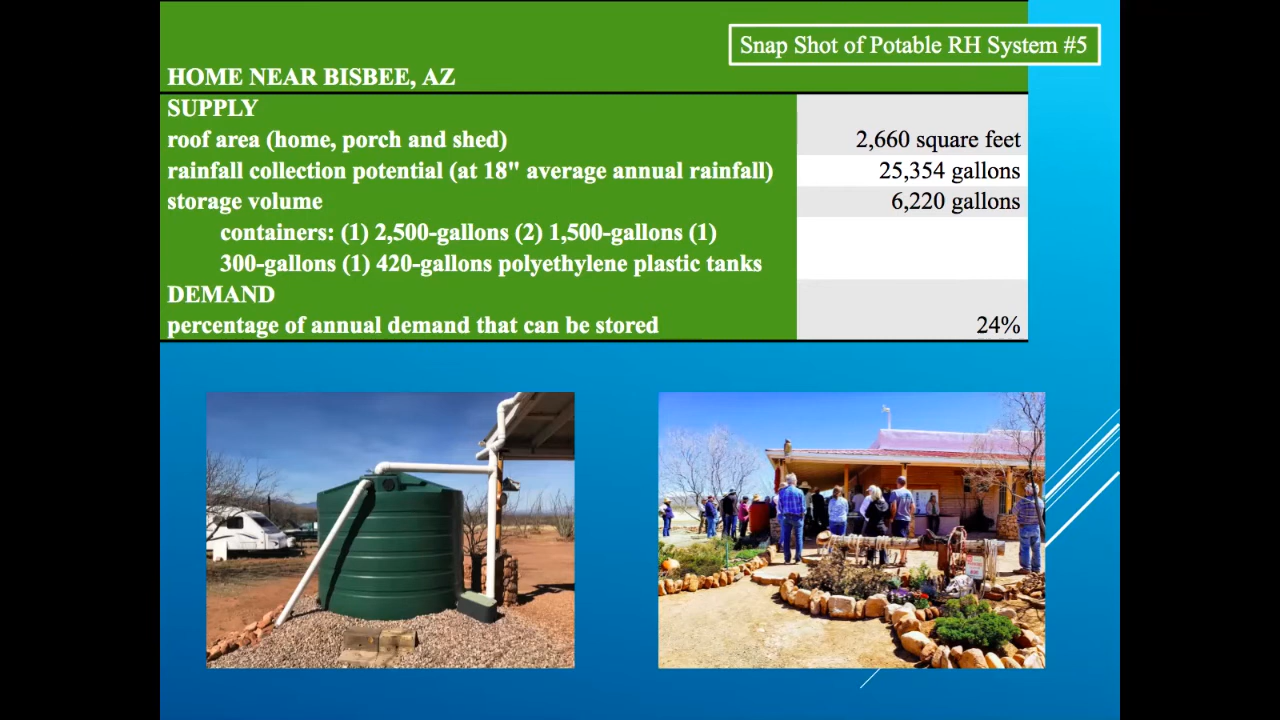 Snap Shot of Potable RH System #5
HOME NEAR BISBEE, AZ
SUPPLY
roof area (home, porch and shed) 2,660 square feet
rainfall collection potential (at 18" average annual rainfall) 25,354 gallons
storage volume 6,220 gallons
containers: (1) 2,500-gallons (2) 1,500-gallons (1)
300-gallons (1) 420-gallons polyethylene plastic tanks
DEMAND
percentage of annual demand that can be stored 24%